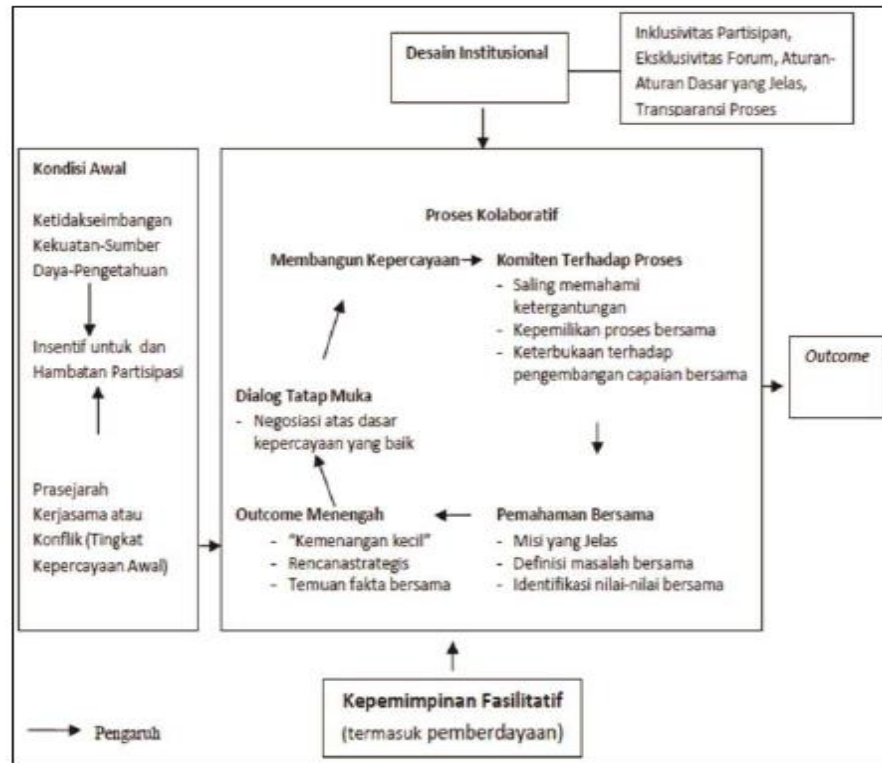 Desain Institusional
Inklusivitas Partisipan,
Eksklusivitas Forum, Aturan-
Aturan Dasar yang Jelas,
Transparansi Proses
Kondisi Awal
Ketidakseimbangan
Kekuatan-Sumber
Daya-Pengetahuan
Insentif untuk dan
Hambatan Partisipasi
Prasejarah
Kerjasama atau
Konflik (Tingkat
Kepercayaan Awal)
Proses Kolaboratif
Membangun Kepercayaan
Komiten Terhadap Proses
- Saling memahami
ketergantungan
- Kepemilikan proses bersama
- Keterbukaan terhadap
pengembangan capaian bersama
Dialog Tatap Muka
- Negosiasi atas dasar
kepercayaan yang baik
Outcome Menengah
- "Kemenangan kecil"
- Rencanastrategis
- Temuan fakta bersama
Pemahaman Bersama
- Misi yang Jelas
- Definisi masalah bersama
- Identifikasi nilai-nilai bersama
Outcome
Kepemimpinan Fasilitatif
(termasuk pemberdayaan)
Pengaruh